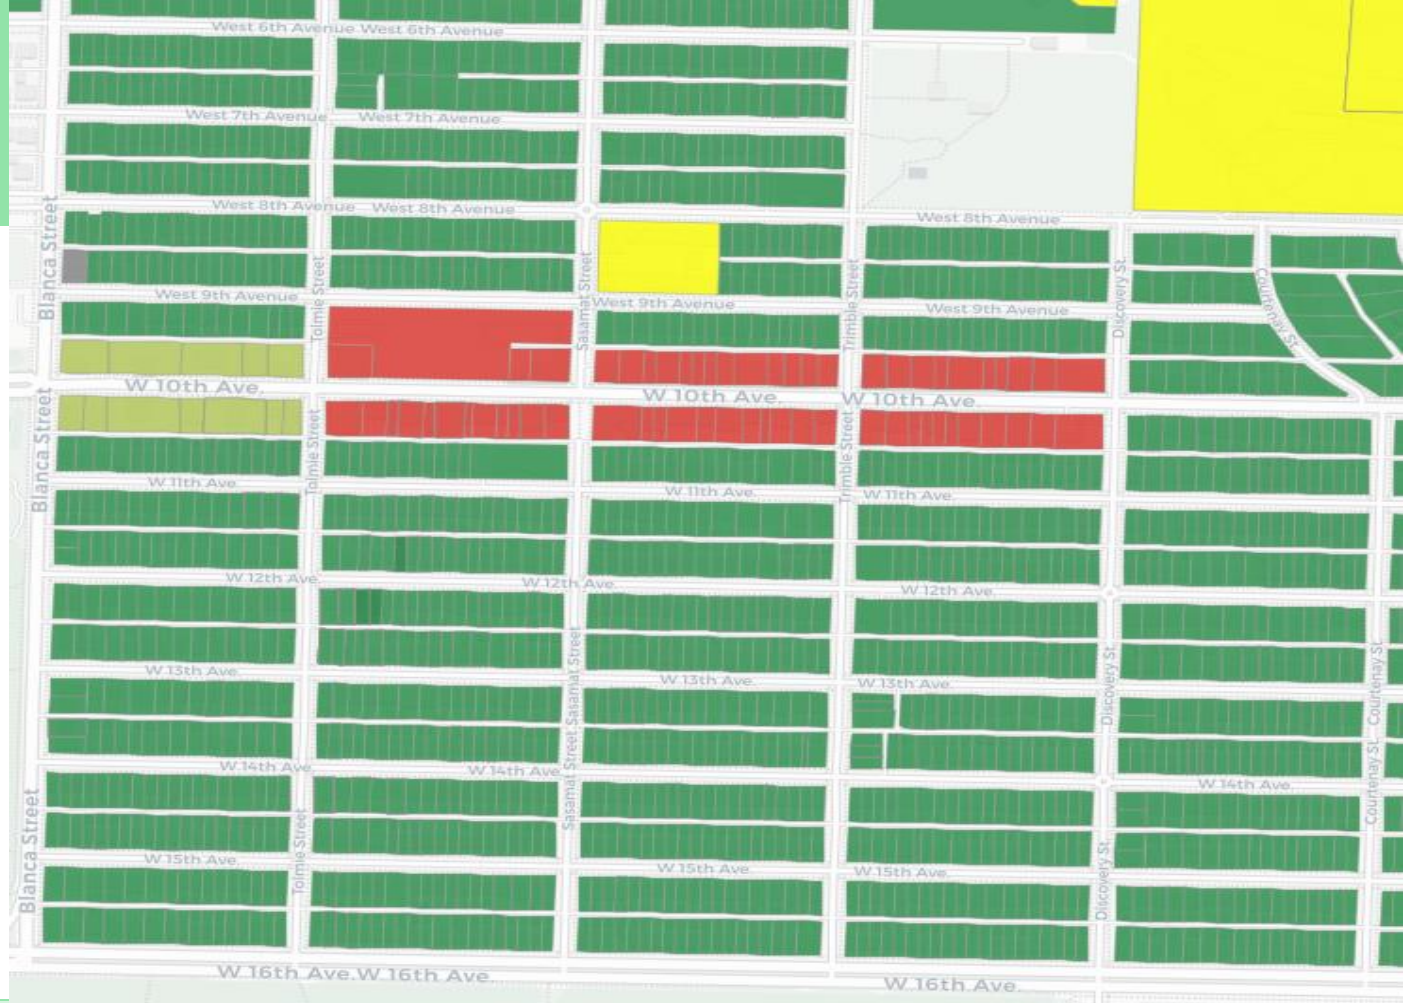 West 6th Avenue West 6th Avenue
West 7th Avenue West 7th Avenue
West 8th Avenue West 8th Avenue
West 8th Avenue
Blanca Street
Tolmie Street
Sasamat Street
Trimble Street
Discovery St.
Courtenay St.
West 9th Avenue
West 9th Avenue
West 9th Avenue
W 10th Ave.
W 10th Ave.
W 10th Ave.
Blanca Street
Tolmie Street
Trimble Street
W 11th Ave.
W 11th Ave.
W 11th Ave.
W 12th Ave.
W 12th Ave.
W 12th Ave.
W 13th Ave.
W 13th Ave.
W 13th Ave.
Sasamat Street
Sasamat Street
Discovery St.
Courtenay St.
Courtenay St.
W 14th Ave.
W 14th Ave.
W 14th Ave.
Blanca Street
Tolmie Street
Discovery St.
W 15th Ave.
W 15th Ave.
W 15th Ave.
W 16th Ave. W 16th Ave.
W 16th Ave.